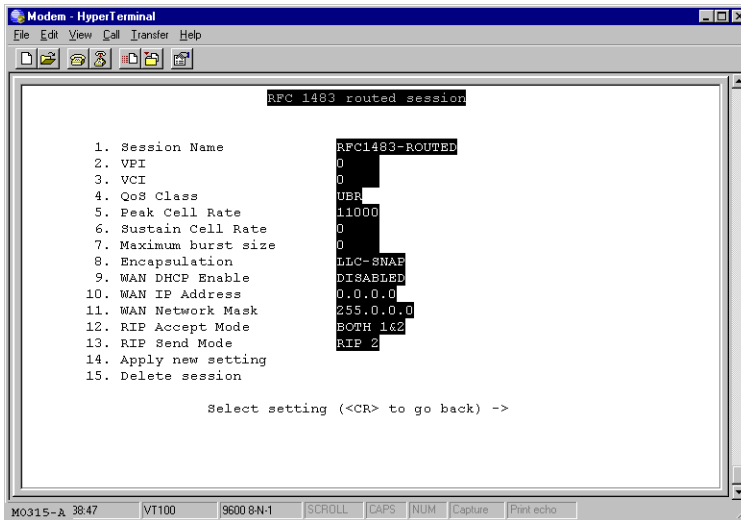 Modem - HyperTerminal
File Edit View Call Transfer Help
RFC 1483 routed session
1. Session Name RFC1483-ROUTED
2. VPI 0
3. VCI 0
4. QoS Class UBR
5. Peak Cell Rate 11000
6. Sustain Cell Rate 0
7. Maximum burst size 0
8. Encapsulation LLC-SNAP
9. WAN DHCP Enable DISABLED
10. WAN IP Address 0.0.0.0
11. WAN Network Mask 255.0.0.0
12. RIP Accept Mode BOTH 1&2
13. RIP Send Mode RIP 2
14. Apply new setting
15. Delete session
Select setting (<CR> to go back) ->
M0315-A 38:47 VT100 9600 8-N-1 SCROLL CAPS NUM Capture Print echo